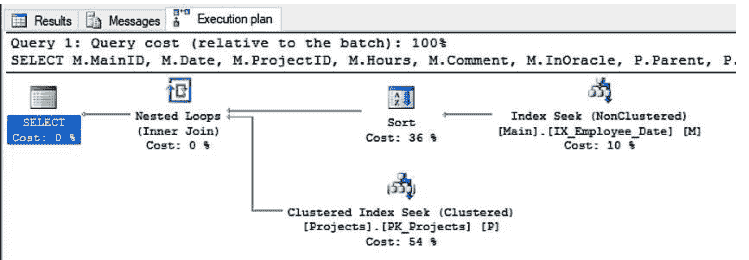 Results Messages Execution plan
Query 1: Query cost (relative to the batch): 100%
SELECT M.MainID, M.Date, M.ProjectID, M.Hours, M.Comment, M.InOracle, P.Parent, P.
SELECT
Cost: 0 %
Nested Loops
(Inner Join)
Cost: 0 %
Sort
Cost: 36 %
Index Seek (NonClustered)
[Main].[IX_Employee_Date] [M]
Cost: 10 %
Clustered Index Seek (Clustered)
[Projects].[PK_Projects] [P]
Cost: 54 %